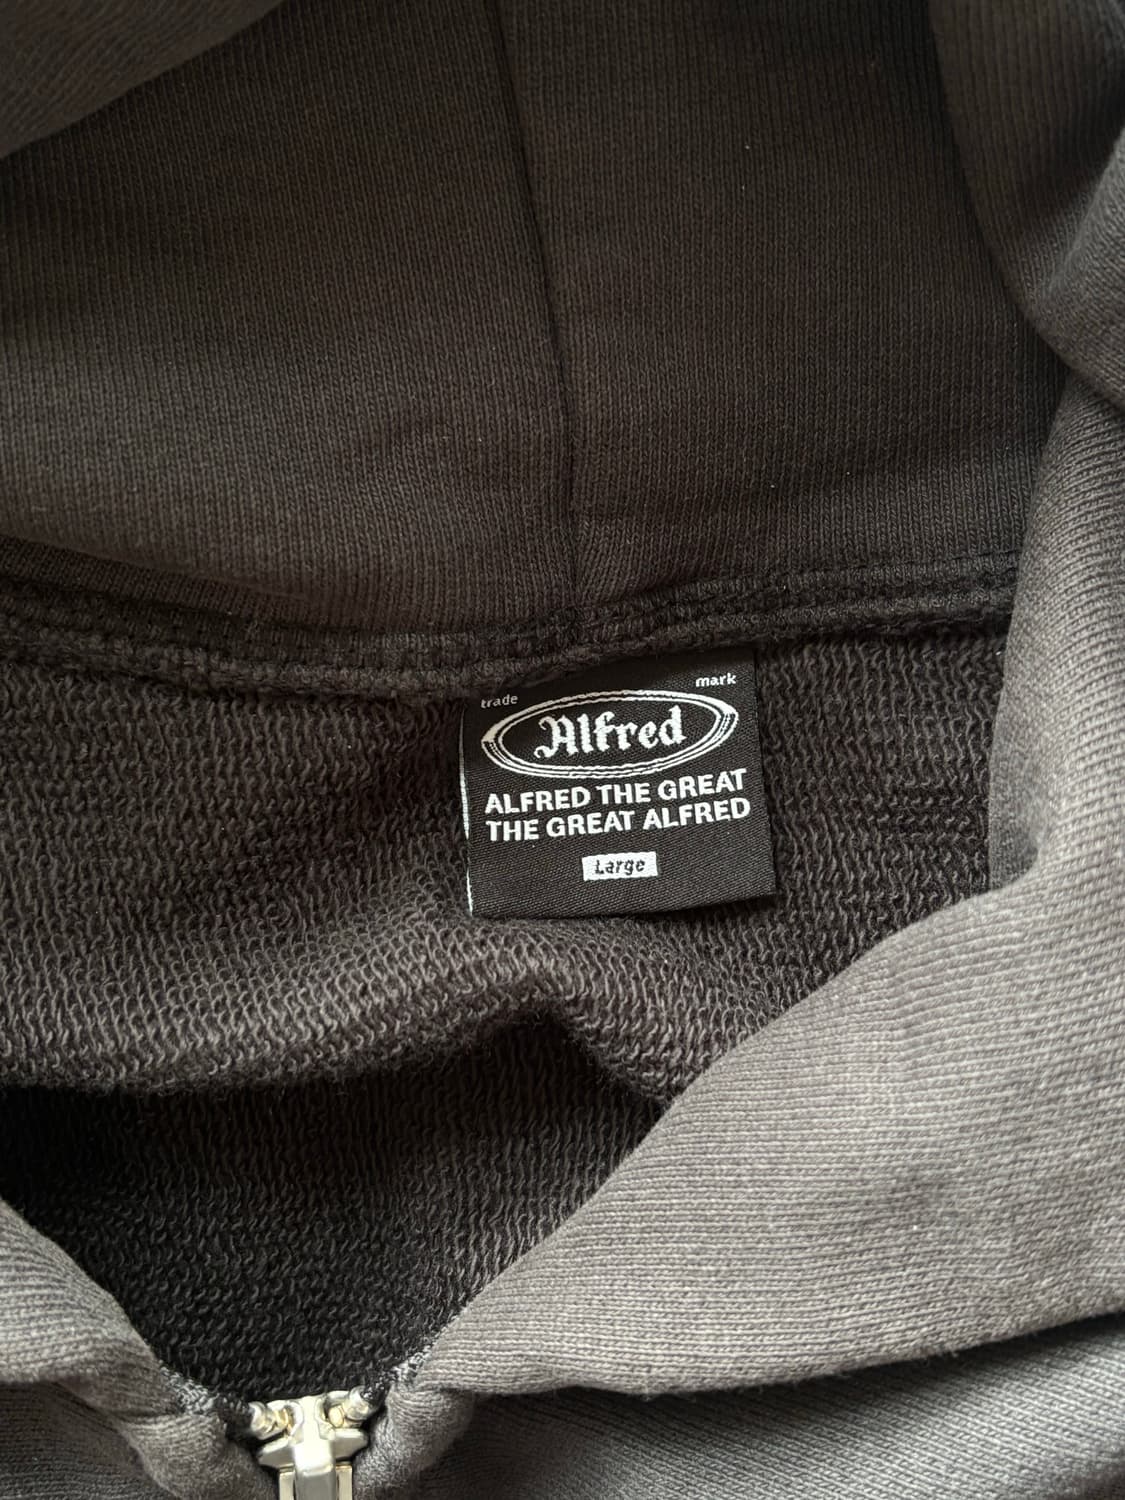 trade mark
Alfred
ALFRED THE GREAT
THE GREAT ALFRED
Large